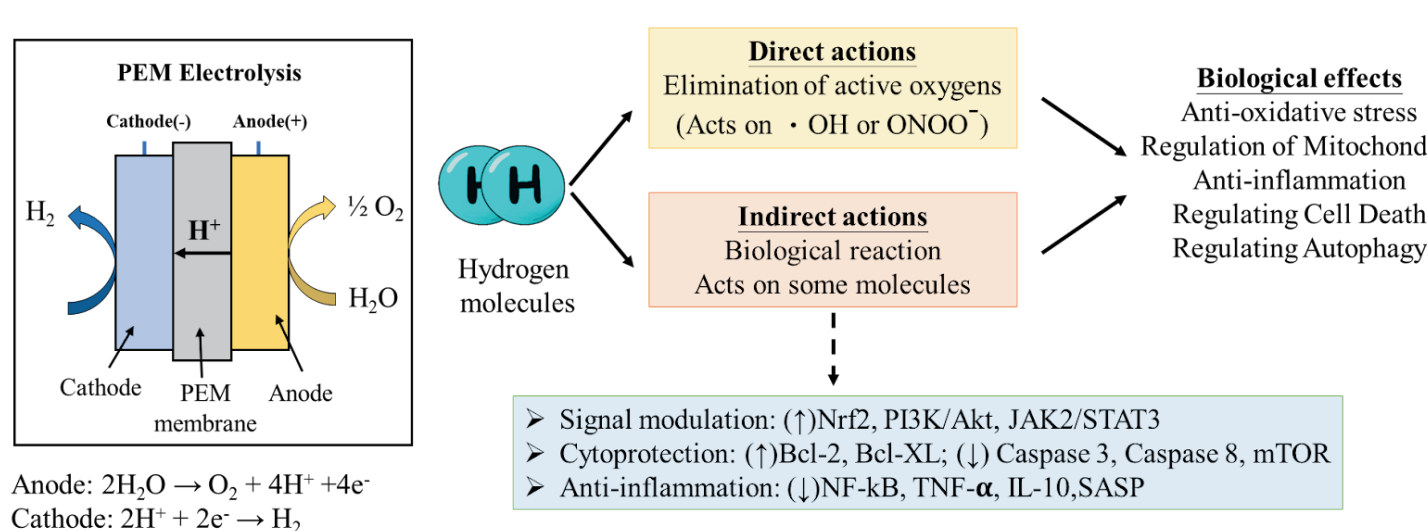 PEM Electrolysis
Cathode(-) Anode(+)
H₂
½ O₂
H⁺
H₂O
Cathode
PEM
membrane
Anode
Anode: 2H₂O → O₂ + 4H⁺ +4e⁻
Cathode: 2H⁺ + 2e⁻ → H₂
H H
Hydrogen
molecules
Direct actions
Elimination of active oxygens
(Acts on ・OH or ONOO⁻)
Indirect actions
Biological reaction
Acts on some molecules
Biological effects
Anti-oxidative stress
Regulation of Mitochond
Anti-inflammation
Regulating Cell Death
Regulating Autophagy
➢ Signal modulation: (↑)Nrf2, PI3K/Akt, JAK2/STAT3
➢ Cytoprotection: (↑)Bcl-2, Bcl-XL; (↓) Caspase 3, Caspase 8, mTOR
➢ Anti-inflammation: (↓)NF-kB, TNF-α, IL-10,SASP